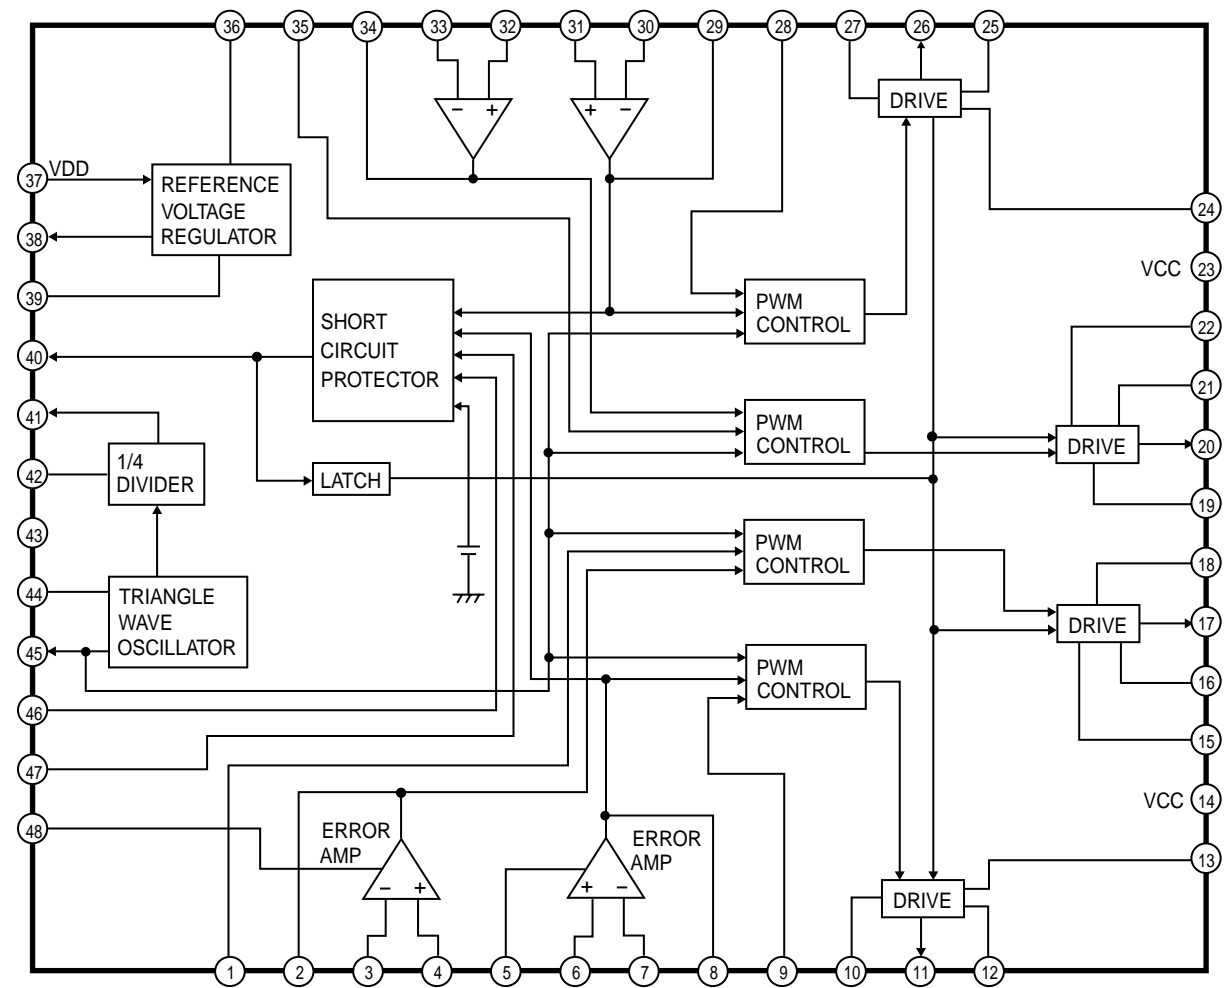 36 35 34 33 32 31 30 29 28 27 26 25
DRIVE
− +
+ −
37 VDD
REFERENCE
VOLTAGE
REGULATOR
38
39
24
VCC 23
SHORT
CIRCUIT
PROTECTOR
PWM
CONTROL
22
40
21
41
PWM
CONTROL
DRIVE
20
1/4
DIVIDER
42
LATCH
19
43
PWM
CONTROL
18
44
TRIANGLE
WAVE
OSCILLATOR
DRIVE
17
45
PWM
CONTROL
16
46
15
47
VCC 14
48
ERROR
AMP
− +
ERROR
AMP
+ −
13
DRIVE
1 2 3 4 5 6 7 8 9 10 11 12